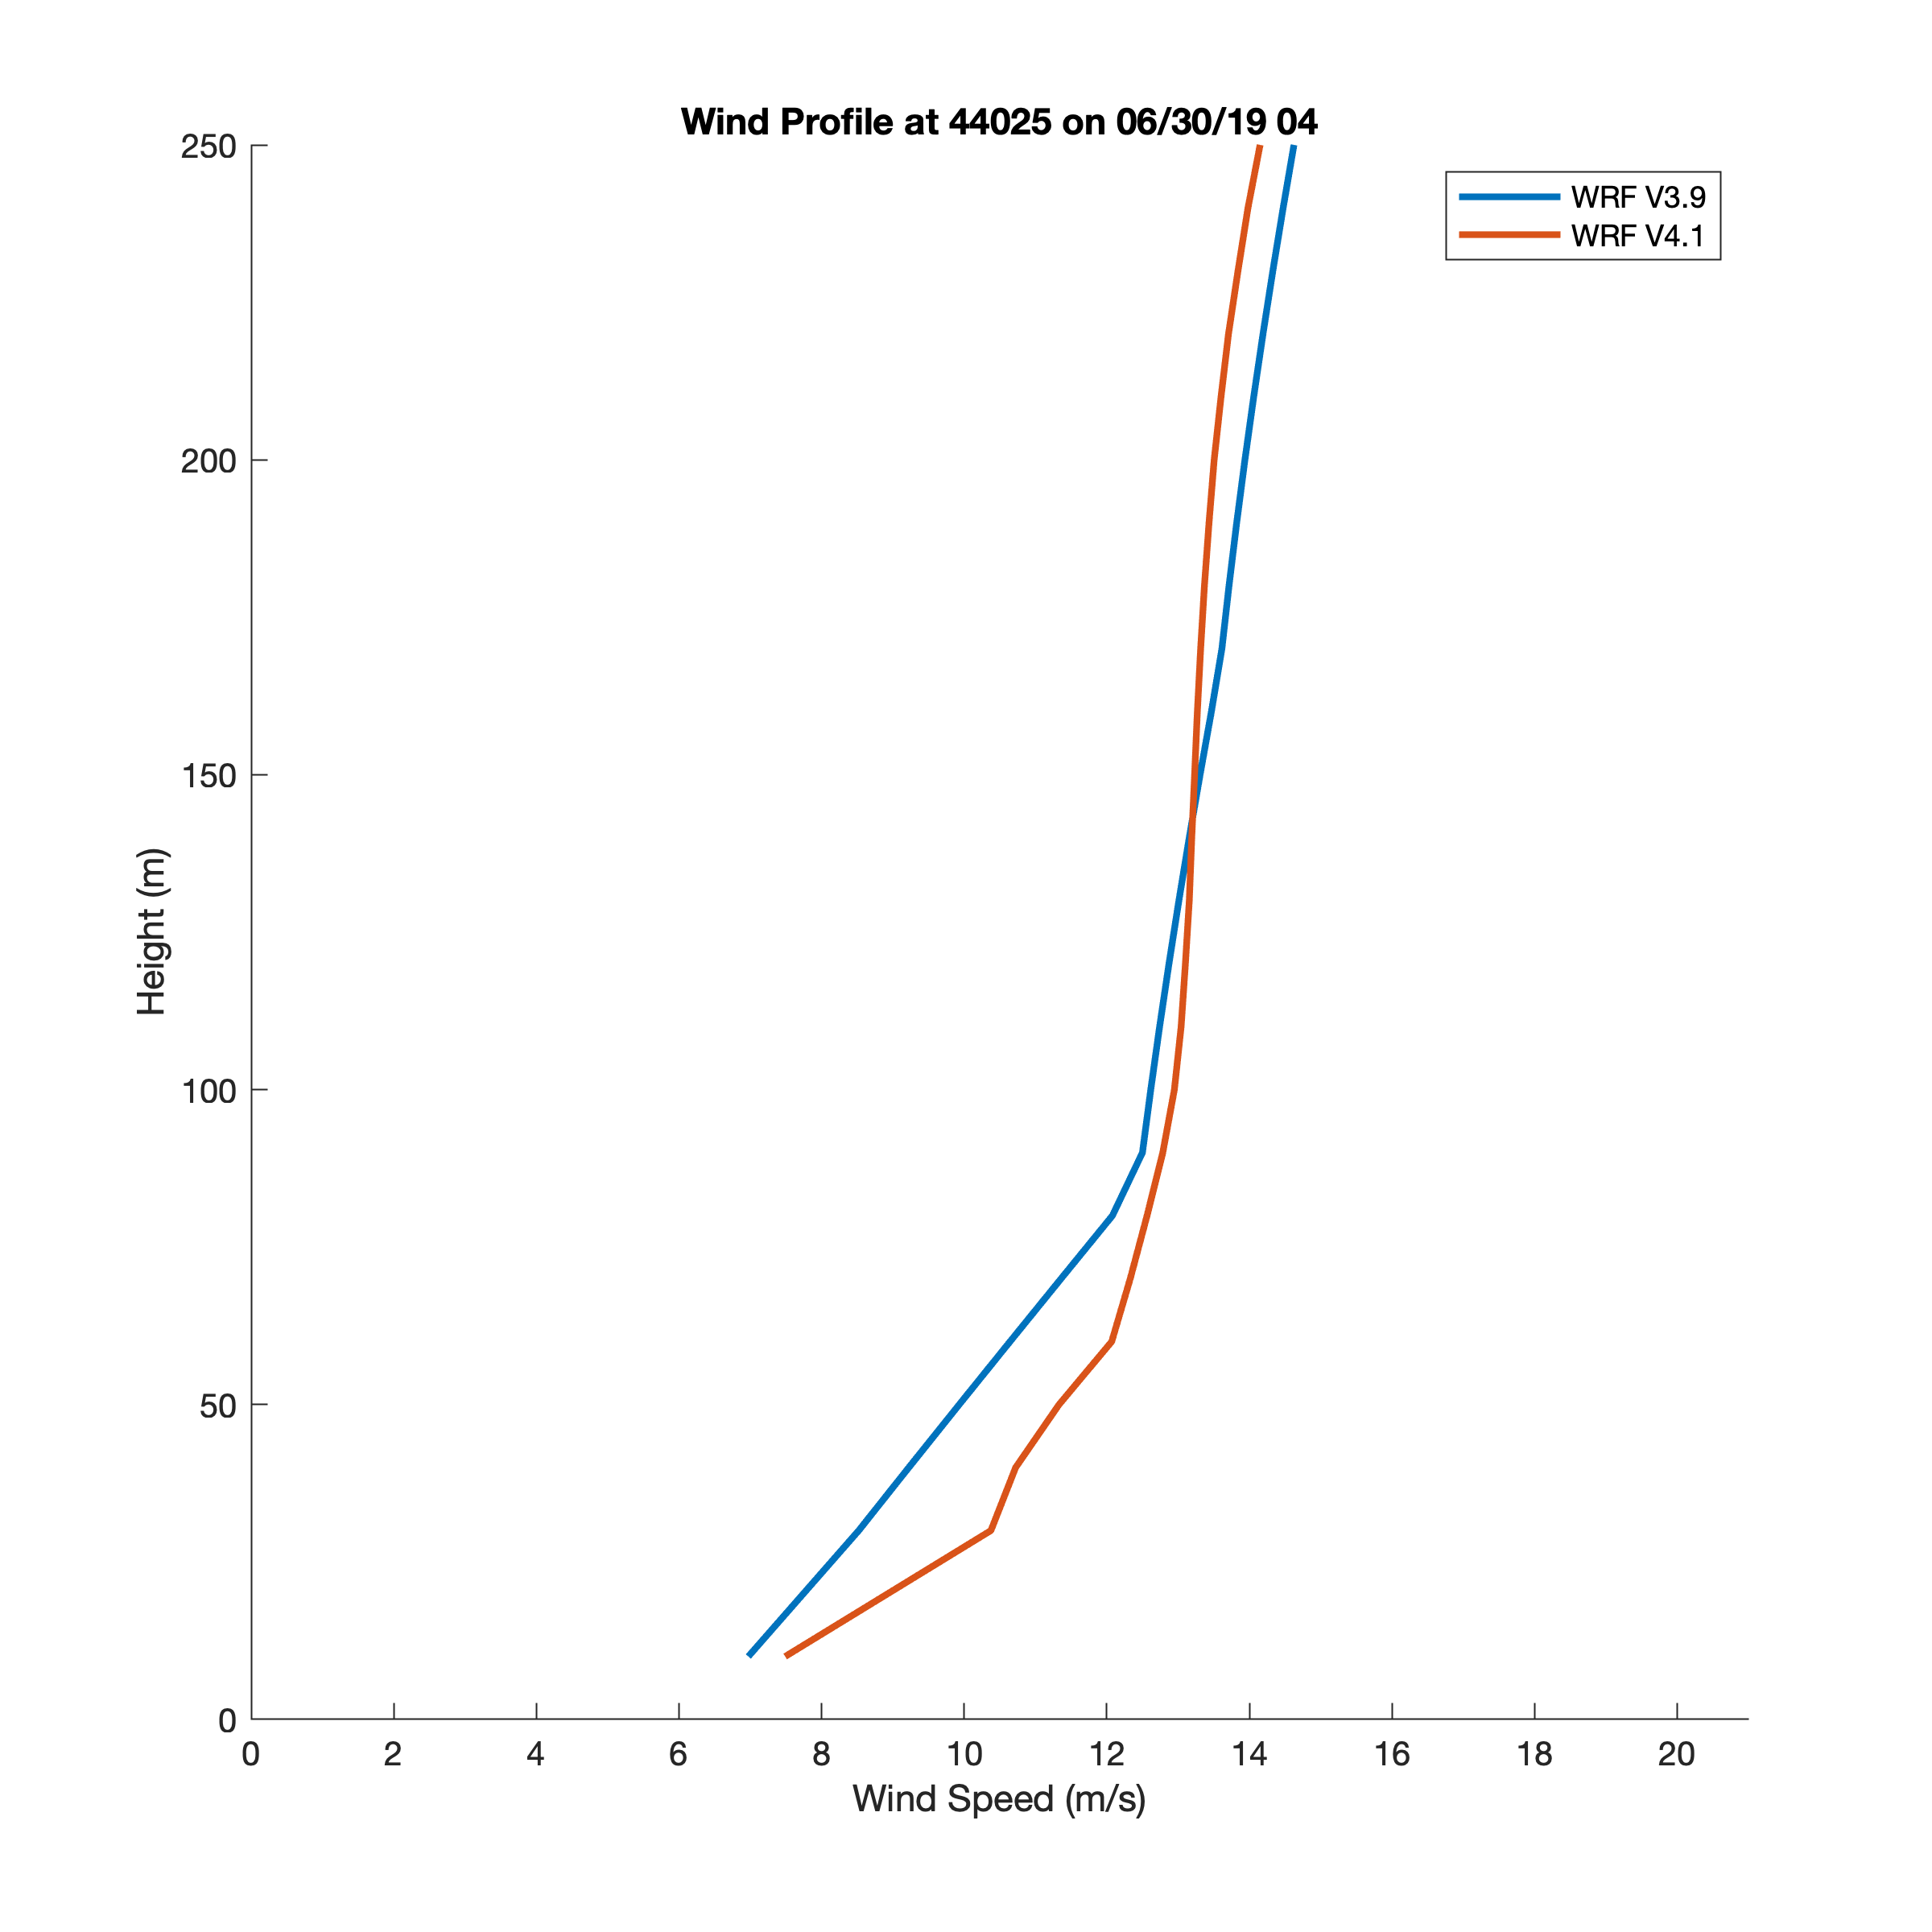 Wind Profile at 44025 on 06/30/19 04
250
200
150
100
50
0
Height (m)
WRF V3.9
WRF V4.1
0 2 4 6 8 10 12 14 16 18 20
Wind Speed (m/s)